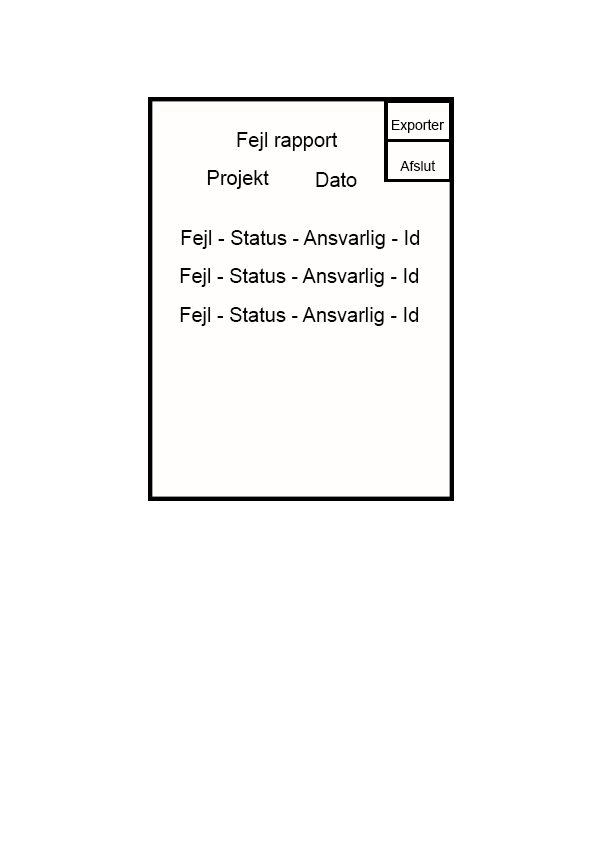 Exporter
Fejl rapport
Afslut
Projekt Dato
Fejl - Status - Ansvarlig - Id
Fejl - Status - Ansvarlig - Id
Fejl - Status - Ansvarlig - Id